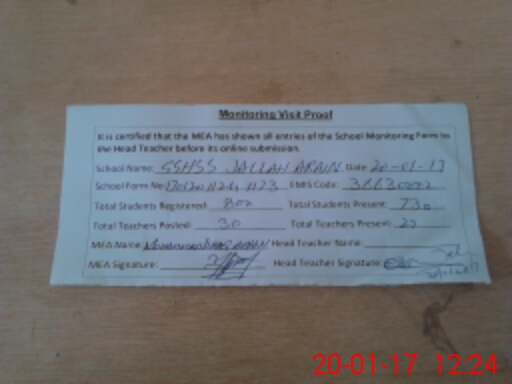 Monitoring Visit Proof
It is certified that the MEA has shown all entries of the School Monitoring Form to
the Head Teacher before its online submission.
School Name: GGHSS JALLAH ARAIN Date 20-01-17
School Form No: EMIS Code:
Total Students Registered: 802 Total Students Present: 730
Total Teachers Posted: 30 Total Teachers Present: 25
MEA Name Head Teacher Name:
MEA Signature: Head Teacher Signature:
20-01-17 12:24